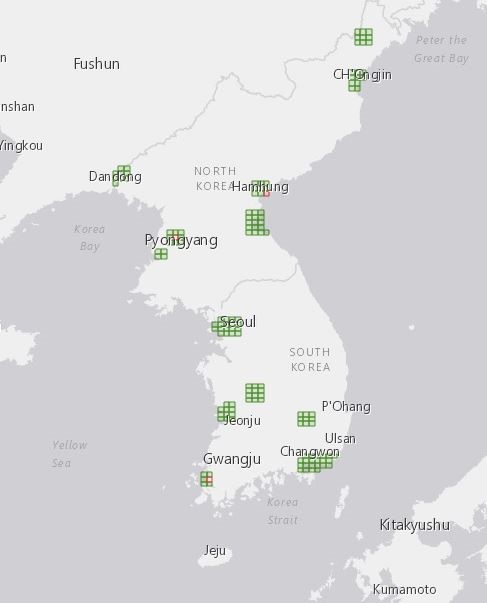 Peter the
Great Bay
n
Fushun
CH'Ongjin
nshan
Yingkou
Dandong
NORTH
KOREA
Hamhung
Korea
Bay
Pyongyang
Seoul
SOUTH
KOREA
P'Ohang
Jeonju
Ulsan
Yellow
Sea
Changwon
Gwangju
Korea
Strait
Kitakyushu
Jeju
Kumamoto